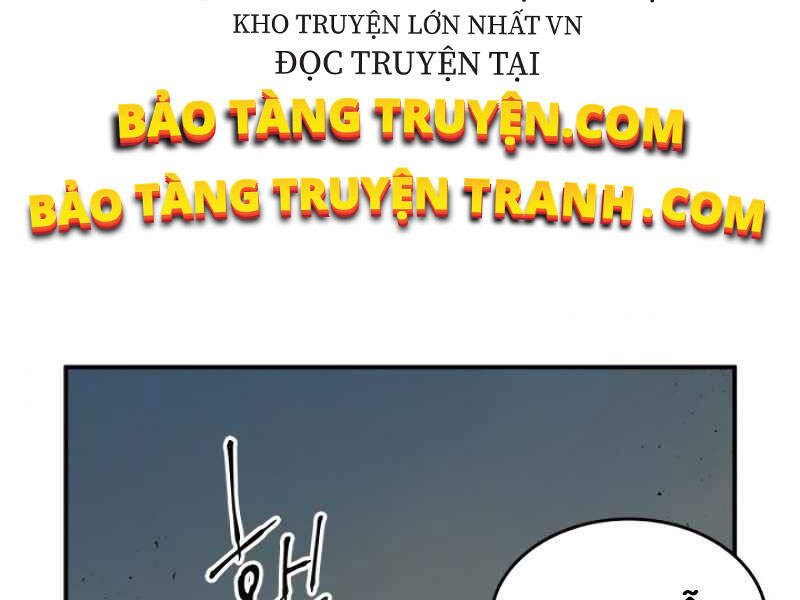 KHO TRUYỆN LỚN NHẤT VN
ĐỌC TRUYỆN TẠI
BẢO TÀNG TRUYỆN.COM
BẢO TÀNG TRUYỆN TRANH.COM